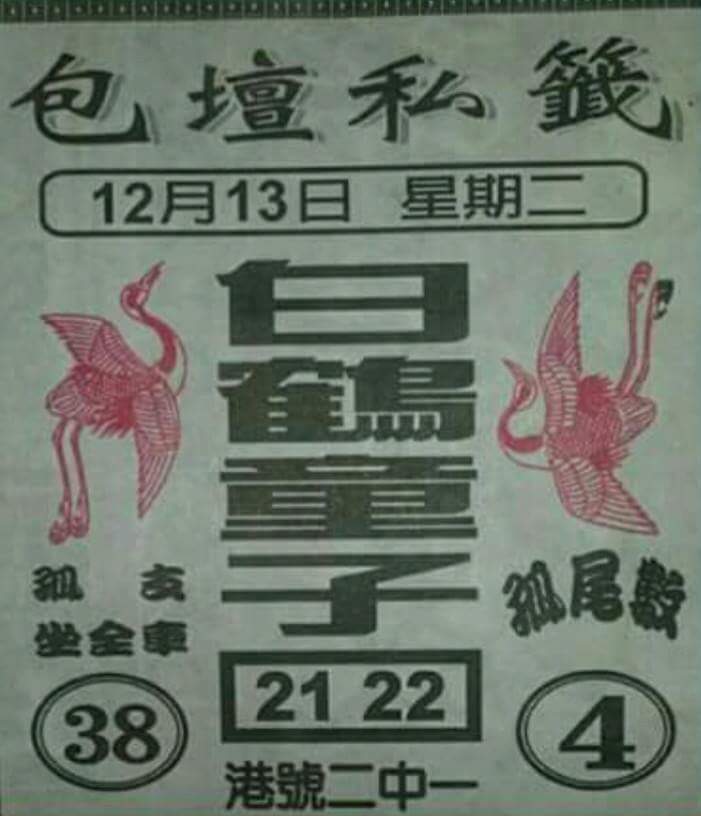 包壇私籤
12月13日 星期二
白鶴童子
孤支
坐全車
38
21 22
港號二中一
孤尾數
4